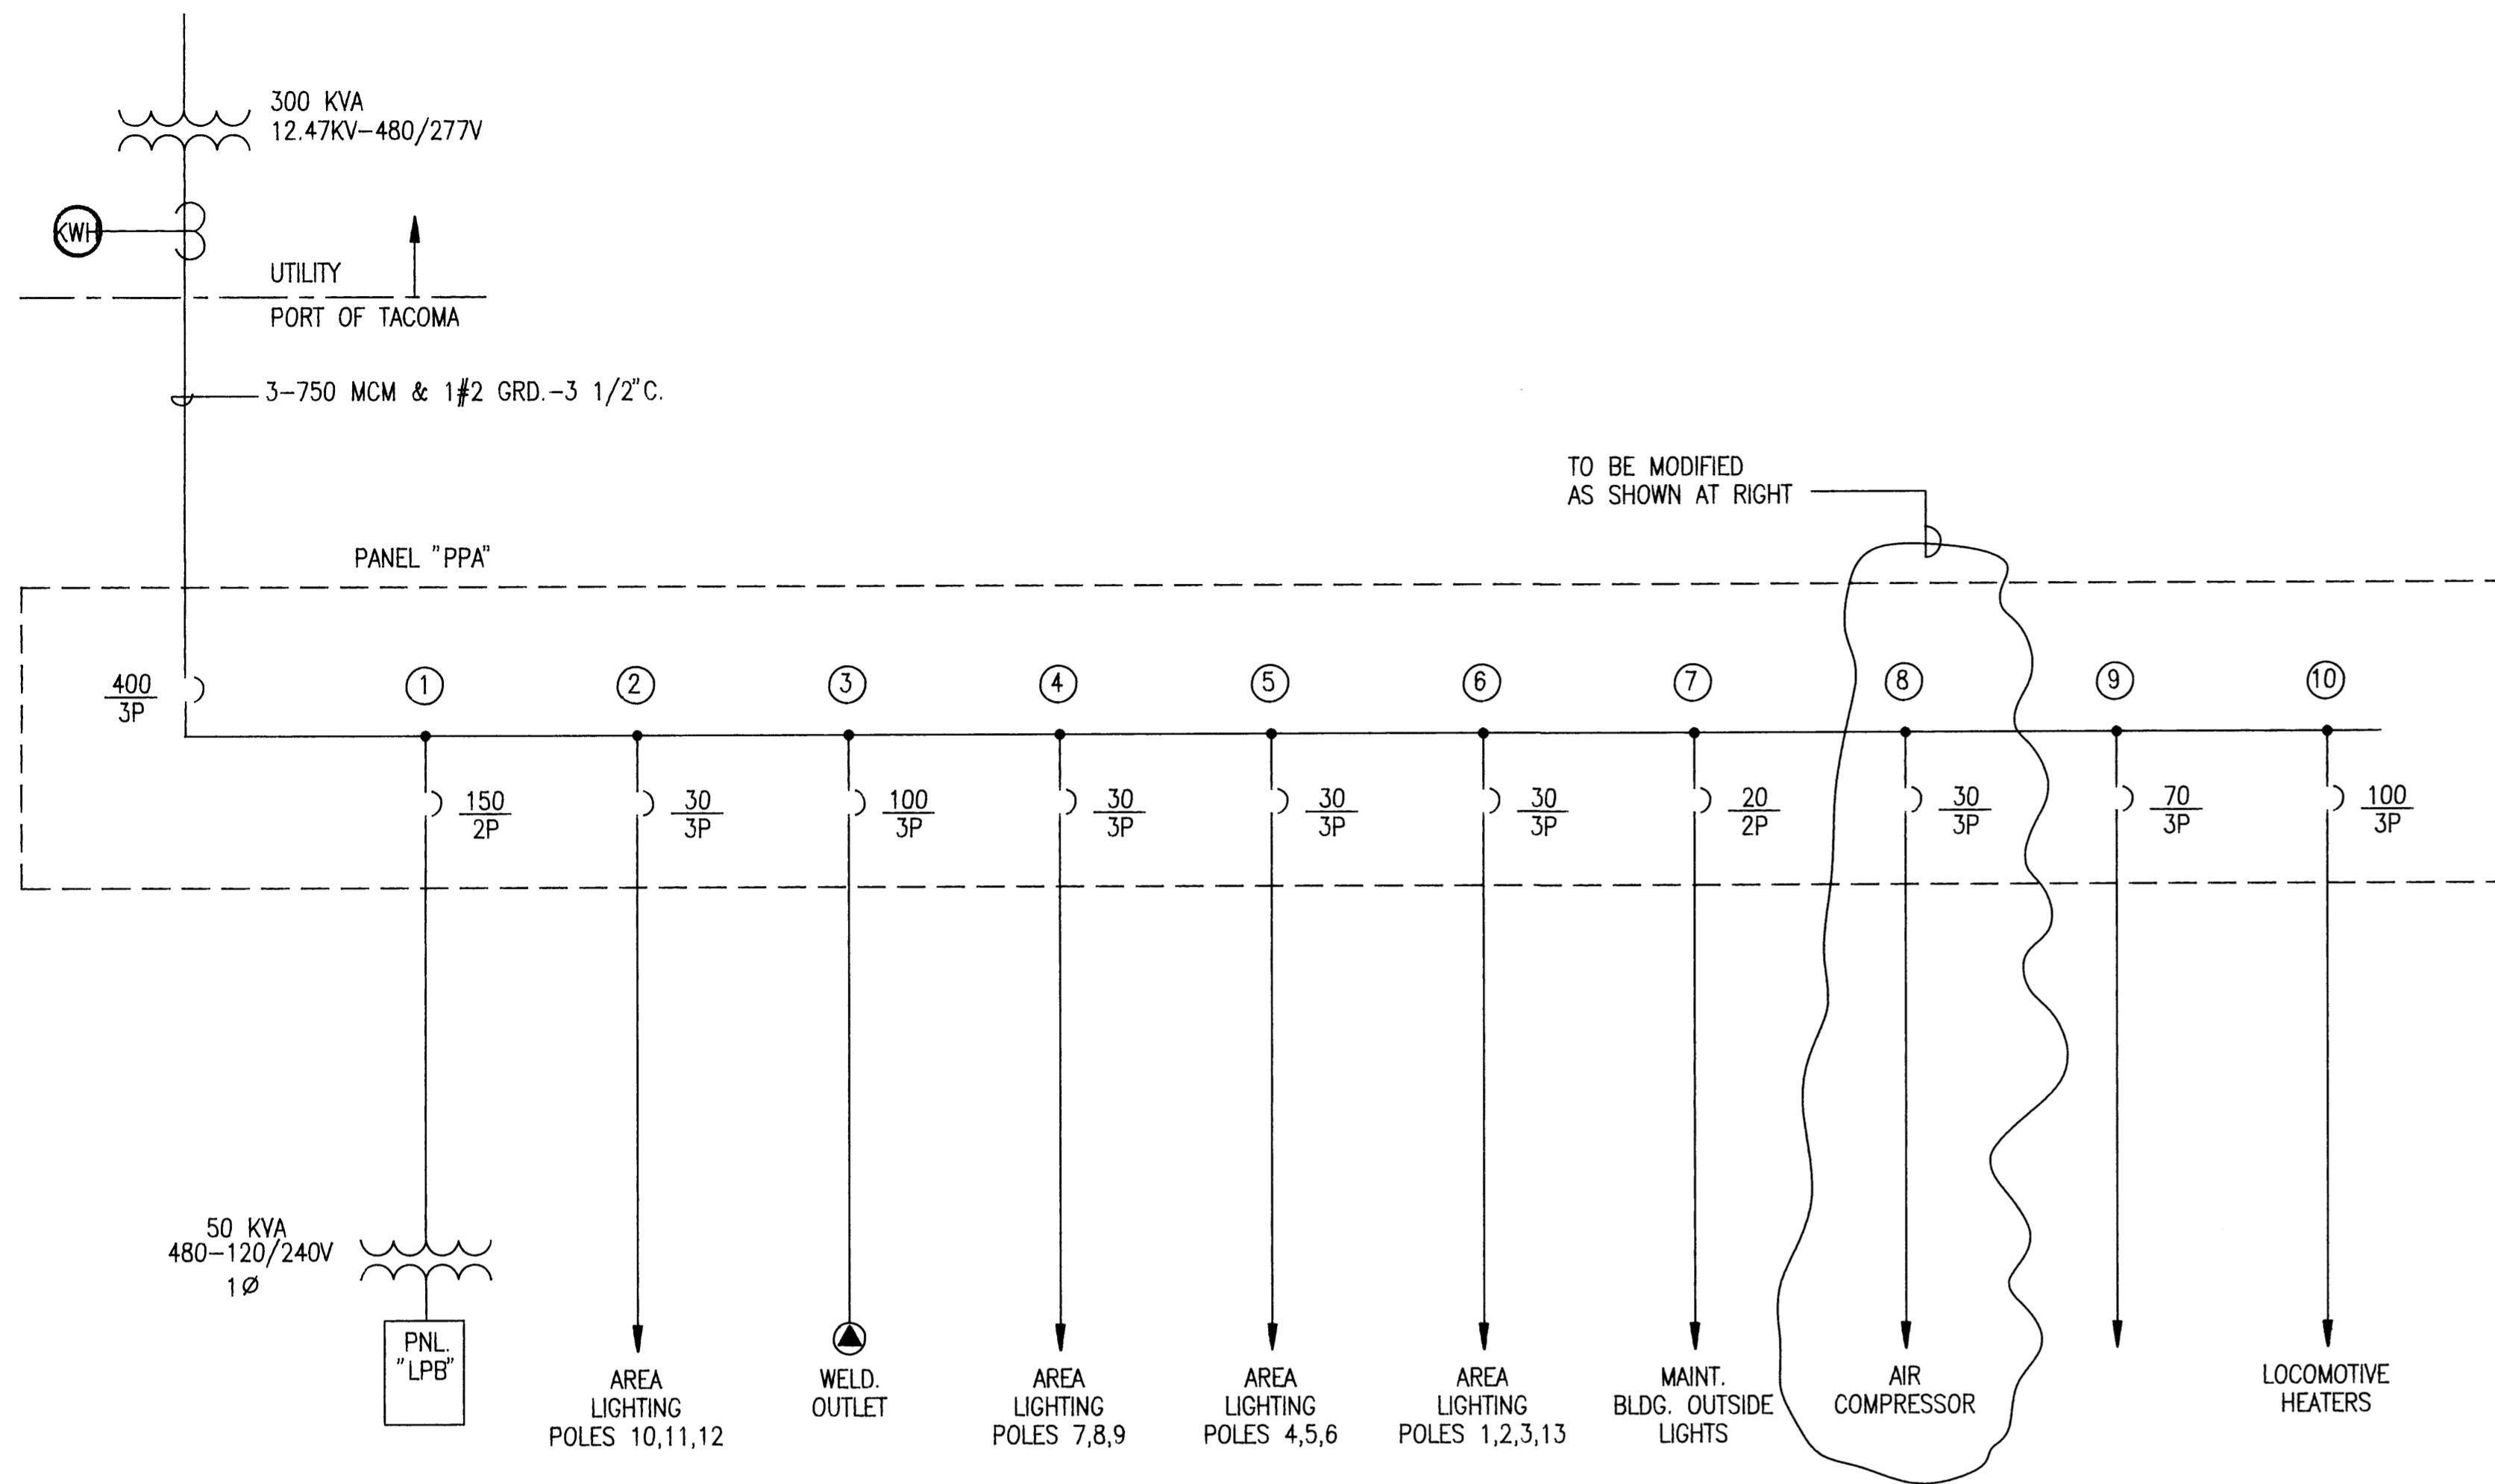 300 KVA
12.47KV-480/277V
KWH
UTILITY
PORT OF TACOMA
3-750 MCM & 1#2 GRD.-3 1/2"C.
TO BE MODIFIED
AS SHOWN AT RIGHT
PANEL "PPA"
400
3P
1
2
3
4
5
6
7
8
9
10
150
2P
30
3P
100
3P
30
3P
30
3P
30
3P
20
2P
30
3P
70
3P
100
3P
50 KVA
480-120/240V
1Ø
PNL.
"LPB"
AREA
LIGHTING
POLES 10,11,12
WELD.
OUTLET
AREA
LIGHTING
POLES 7,8,9
AREA
LIGHTING
POLES 4,5,6
AREA
LIGHTING
POLES 1,2,3,13
MAINT.
BLDG. OUTSIDE
LIGHTS
AIR
COMPRESSOR
LOCOMOTIVE
HEATERS